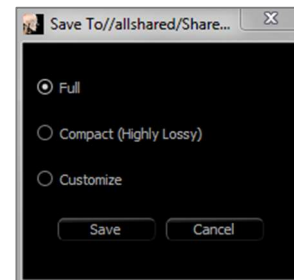 Save To//allshared/Share...
Full
Compact (Highly Lossy)
Customize
Save Cancel